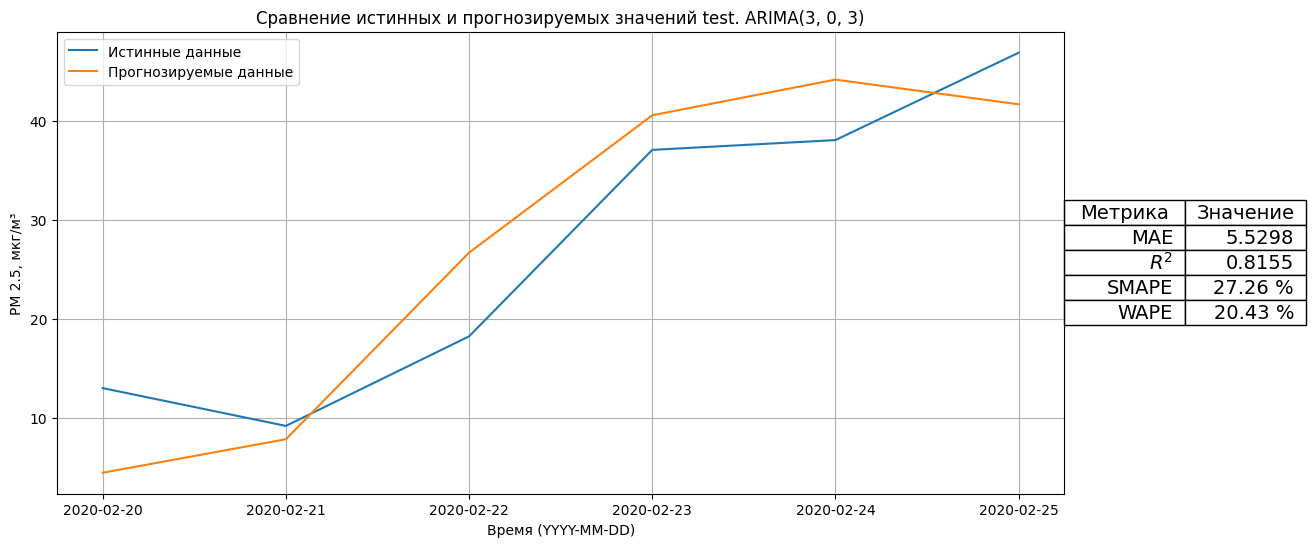 Сравнение истинных и прогнозируемых значений test. ARIMA(3, 0, 3)
Истинные данные
Прогнозируемые данные
PM 2.5, мкг/м³
40
30
20
10
2020-02-20 2020-02-21 2020-02-22 2020-02-23 2020-02-24 2020-02-25
Время (YYYY-MM-DD)
Метрика Значение
MAE 5.5298
R² 0.8155
SMAPE 27.26 %
WAPE 20.43 %